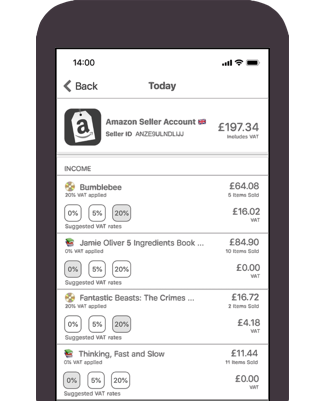 14:00
Back Today
Amazon Seller Account
Seller ID ANZE9ULNDLUJ
£197.34
Includes VAT
INCOME
Bumblebee £64.08
20% VAT applied 5 Items Sold
0% 5% 20% £16.02
VAT
Suggested VAT rates
Jamie Oliver 5 Ingredients Book ... £84.90
0% VAT applied 10 Items Sold
0% 5% 20% £0.00
VAT
Suggested VAT rates
Fantastic Beasts: The Crimes ... £16.72
20% VAT applied 2 Items Sold
0% 5% 20% £4.18
VAT
Suggested VAT rates
Thinking, Fast and Slow £11.44
0% VAT applied 11 Items Sold
0% 5% 20% £0.00
VAT
Suggested VAT rates